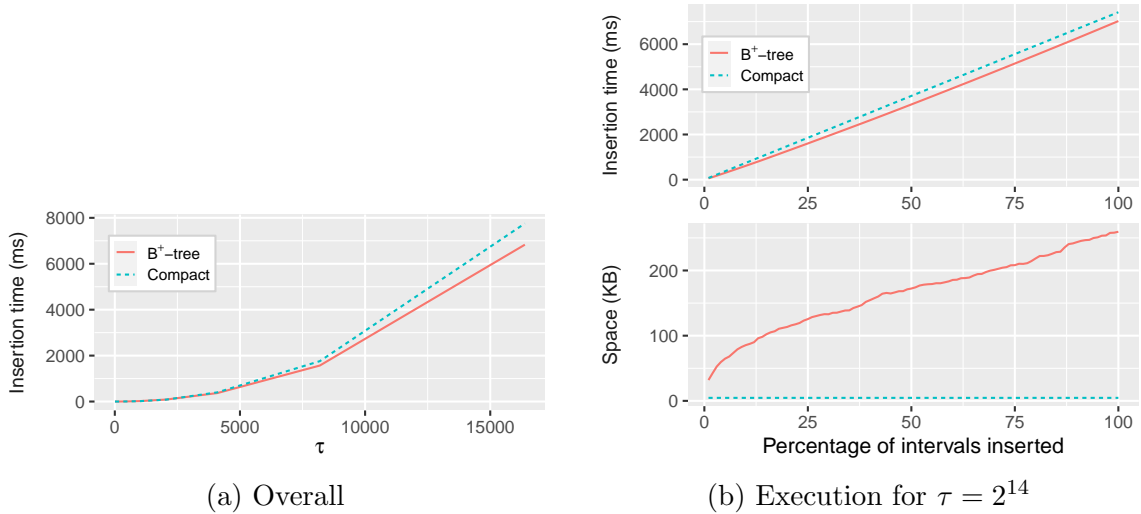 8000
6000
4000
2000
0
Insertion time (ms)
B⁺−tree
Compact
0
5000
10000
15000
τ
(a) Overall
6000
4000
2000
0
Insertion time (ms)
B⁺−tree
Compact
0
25
50
75
100
200
100
0
Space (KB)
0
25
50
75
100
Percentage of intervals inserted
(b) Execution for τ = 2¹⁴